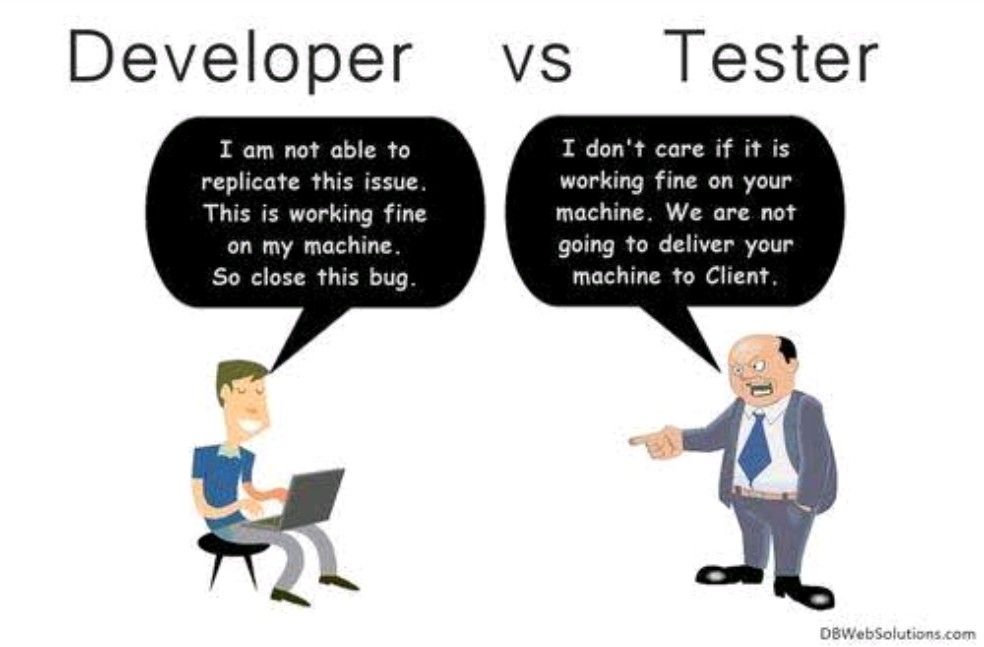 Developer vs Tester
I am not able to
replicate this issue.
This is working fine
on my machine.
So close this bug.
I don't care if it is
working fine on your
machine. We are not
going to deliver your
machine to Client.
DBWebSolutions.com